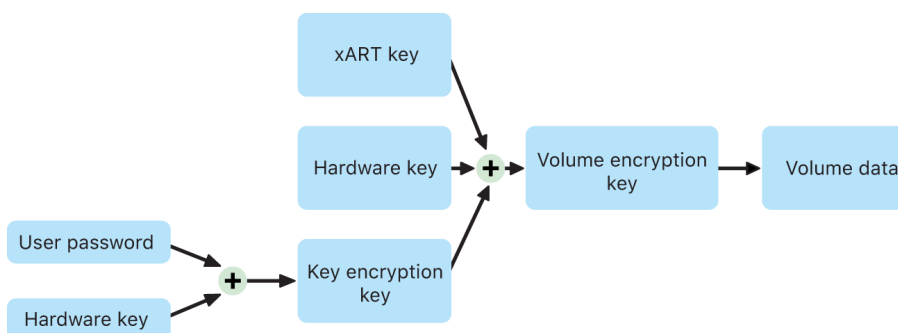 xART key
Hardware key
Volume encryption
key
Volume data
User password
Key encryption
key
Hardware key